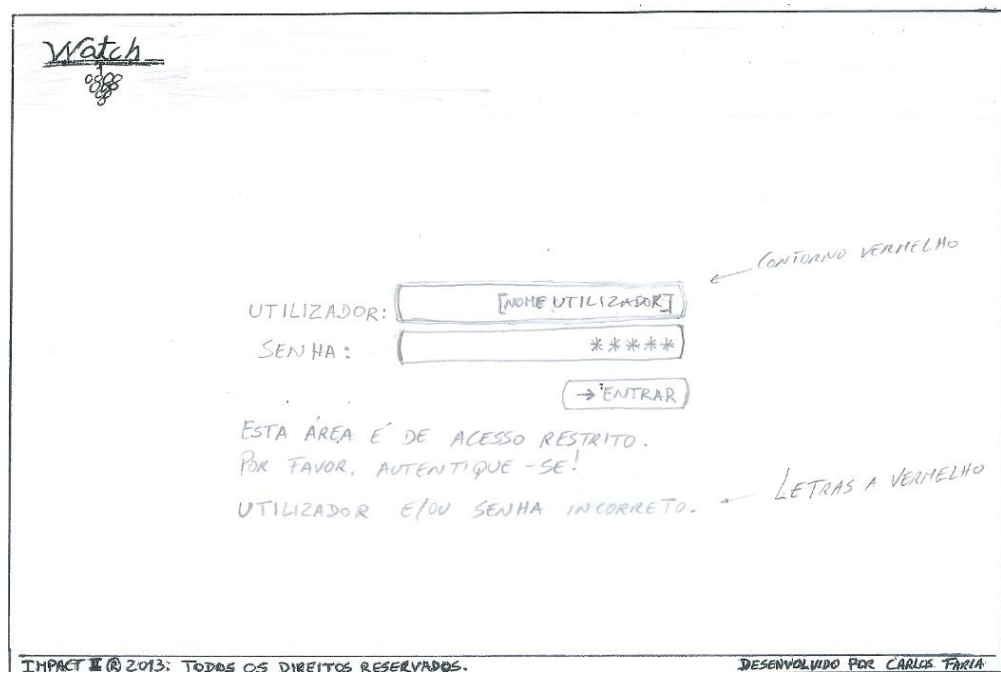 Watch
CONTORNO VERMELHO
UTILIZADOR: [NOME UTILIZADOR]
SENHA: *****
→ ENTRAR
ESTA ÁREA É DE ACESSO RESTRITO.
POR FAVOR, AUTENTIQUE-SE!
UTILIZADOR E/OU SENHA INCORRETO.
LETRAS A VERMELHO
IMPACT II ® 2013: TODOS OS DIREITOS RESERVADOS.
DESENVOLVIDO POR CARLOS FARIA